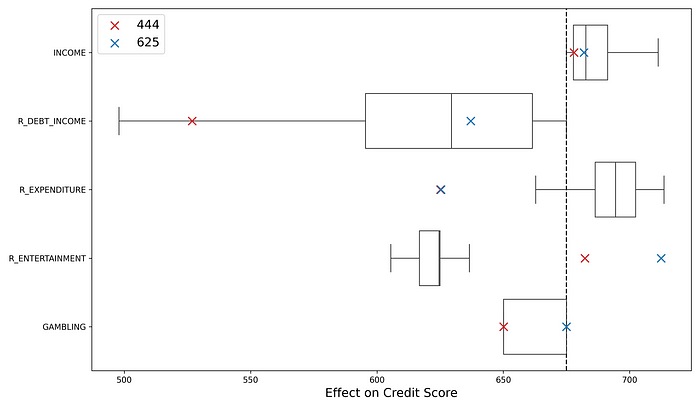 444
625
INCOME
R_DEBT_INCOME
R_EXPENDITURE
R_ENTERTAINMENT
GAMBLING
500 550 600 650 700
Effect on Credit Score